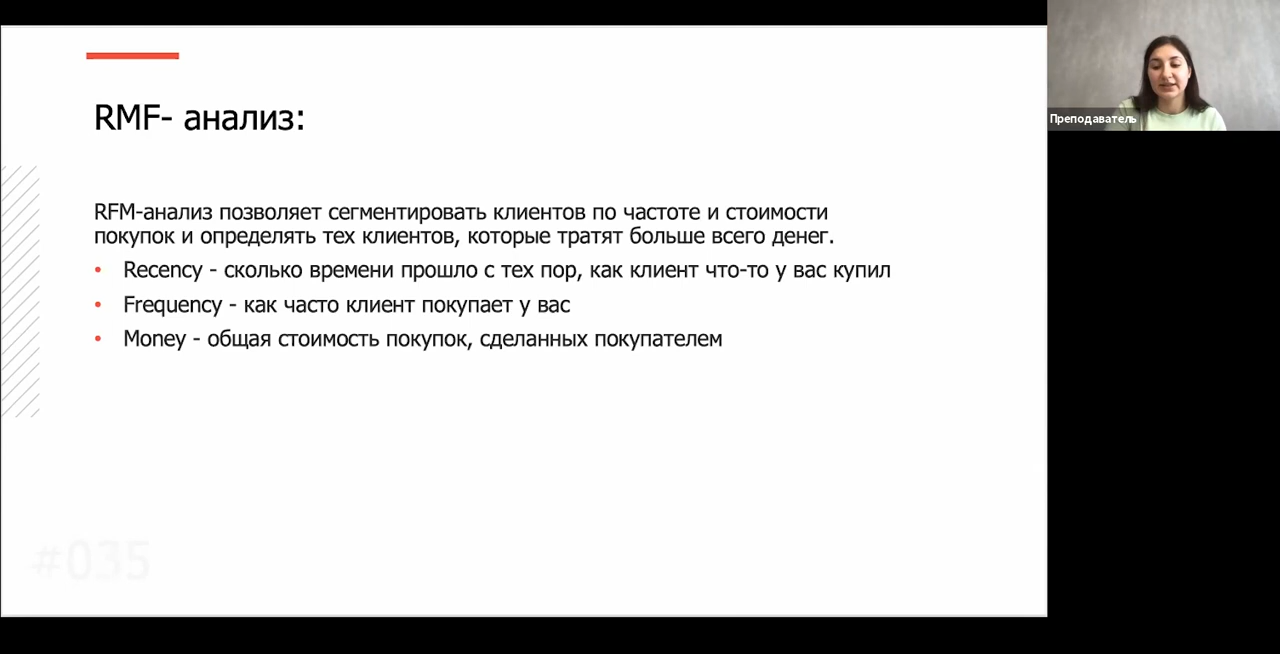 RMF- анализ:
RFM-анализ позволяет сегментировать клиентов по частоте и стоимости
покупок и определять тех клиентов, которые тратят больше всего денег.
• Recency - сколько времени прошло с тех пор, как клиент что-то у вас купил
• Frequency - как часто клиент покупает у вас
• Money - общая стоимость покупок, сделанных покупателем
#035
Преподаватель